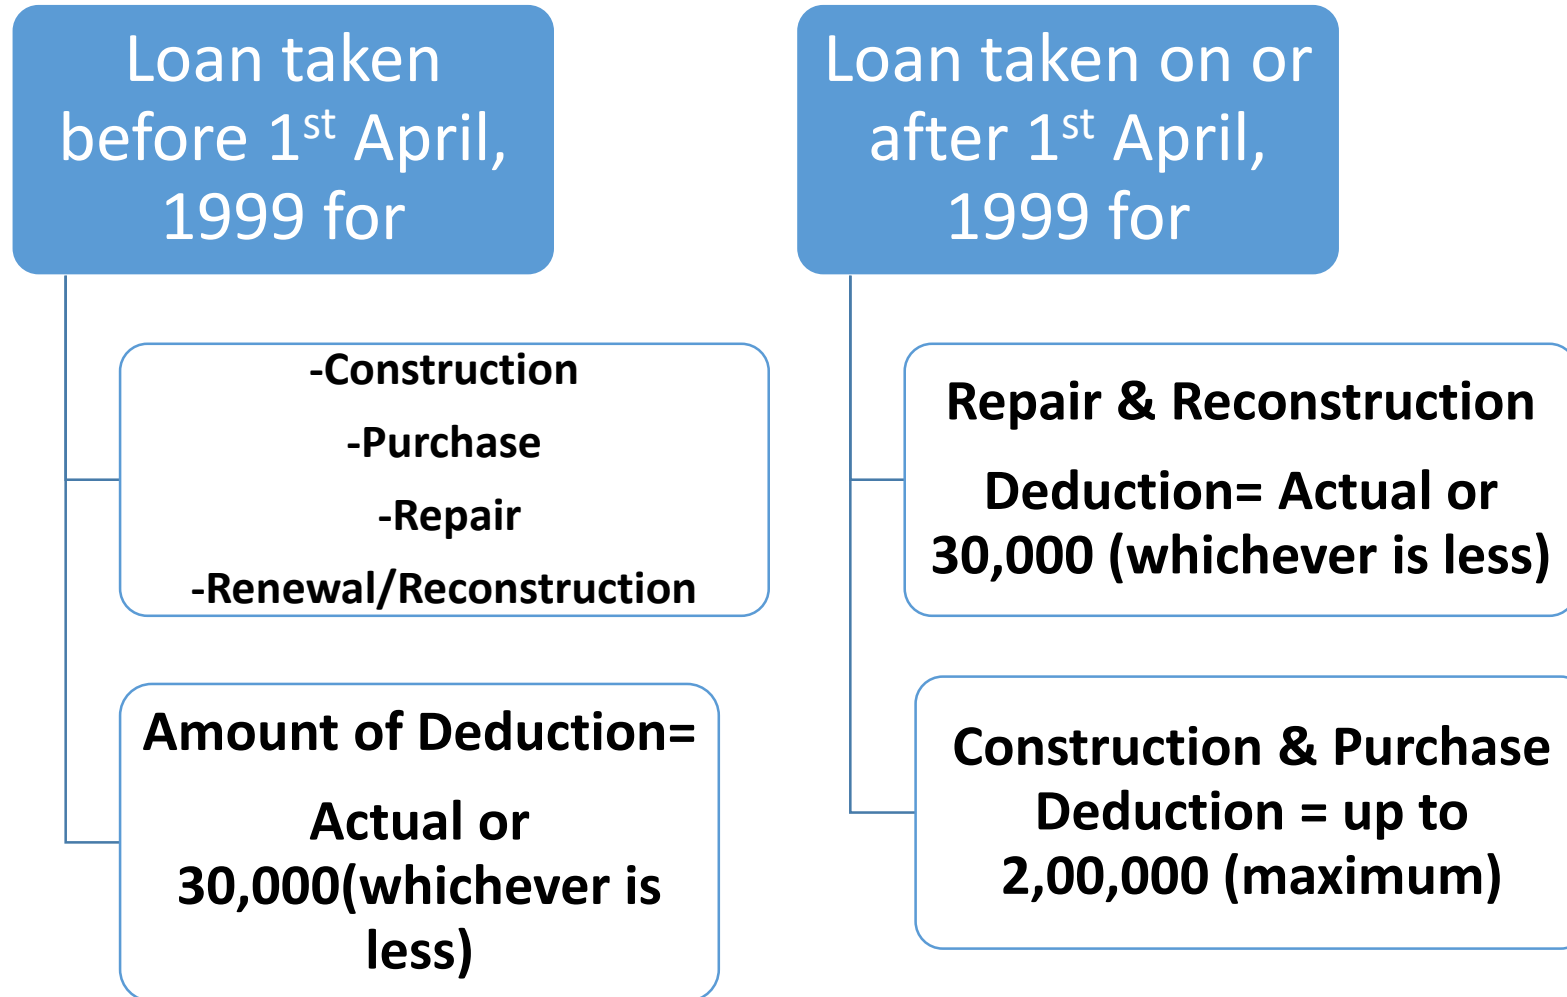 Loan taken
before 1st April,
1999 for
-Construction
-Purchase
-Repair
-Renewal/Reconstruction
Amount of Deduction=
Actual or
30,000(whichever is
less)
Loan taken on or
after 1st April,
1999 for
Repair & Reconstruction
Deduction= Actual or
30,000 (whichever is less)
Construction & Purchase
Deduction = up to
2,00,000 (maximum)